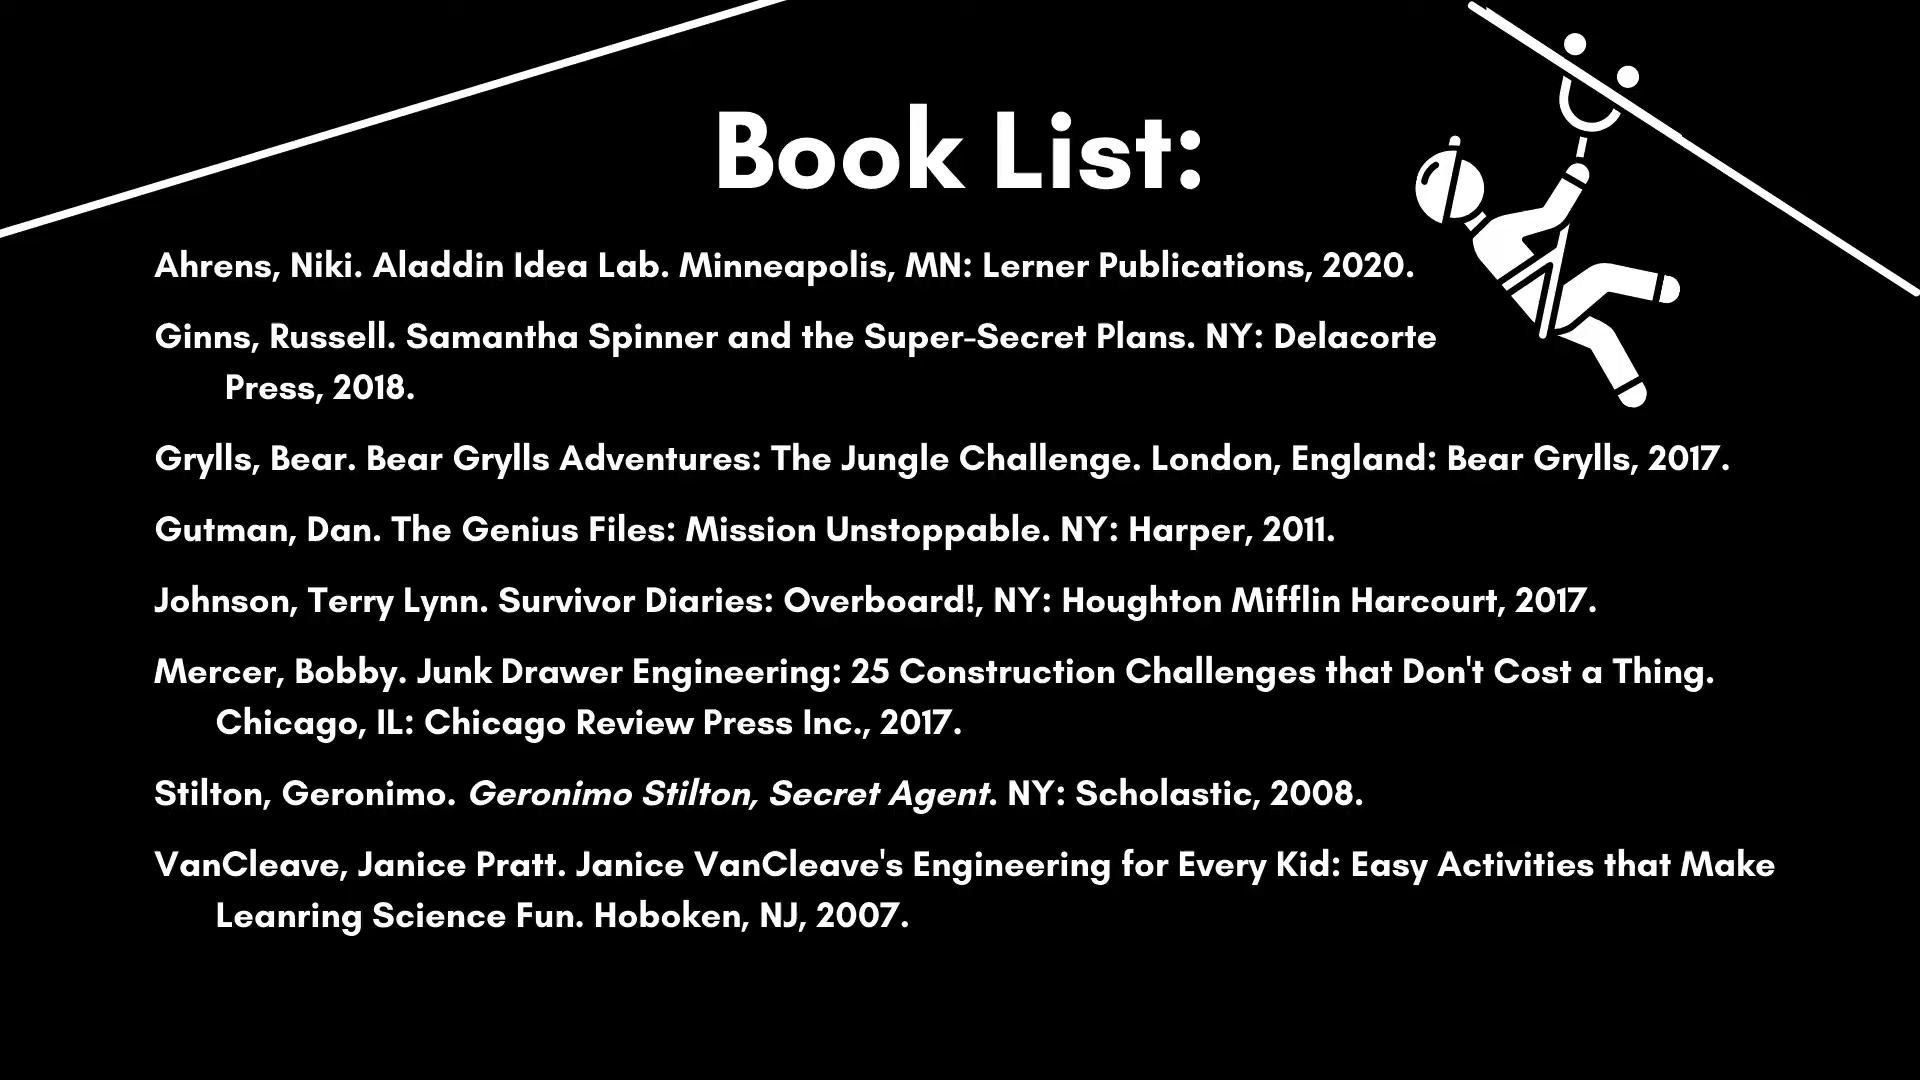 Book List:
Ahrens, Niki. Aladdin Idea Lab. Minneapolis, MN: Lerner Publications, 2020.
Ginns, Russell. Samantha Spinner and the Super-Secret Plans. NY: Delacorte
Press, 2018.
Grylls, Bear. Bear Grylls Adventures: The Jungle Challenge. London, England: Bear Grylls, 2017.
Gutman, Dan. The Genius Files: Mission Unstoppable. NY: Harper, 2011.
Johnson, Terry Lynn. Survivor Diaries: Overboard!, NY: Houghton Mifflin Harcourt, 2017.
Mercer, Bobby. Junk Drawer Engineering: 25 Construction Challenges that Don't Cost a Thing.
Chicago, IL: Chicago Review Press Inc., 2017.
Stilton, Geronimo. Geronimo Stilton, Secret Agent. NY: Scholastic, 2008.
VanCleave, Janice Pratt. Janice VanCleave's Engineering for Every Kid: Easy Activities that Make
Leanring Science Fun. Hoboken, NJ, 2007.